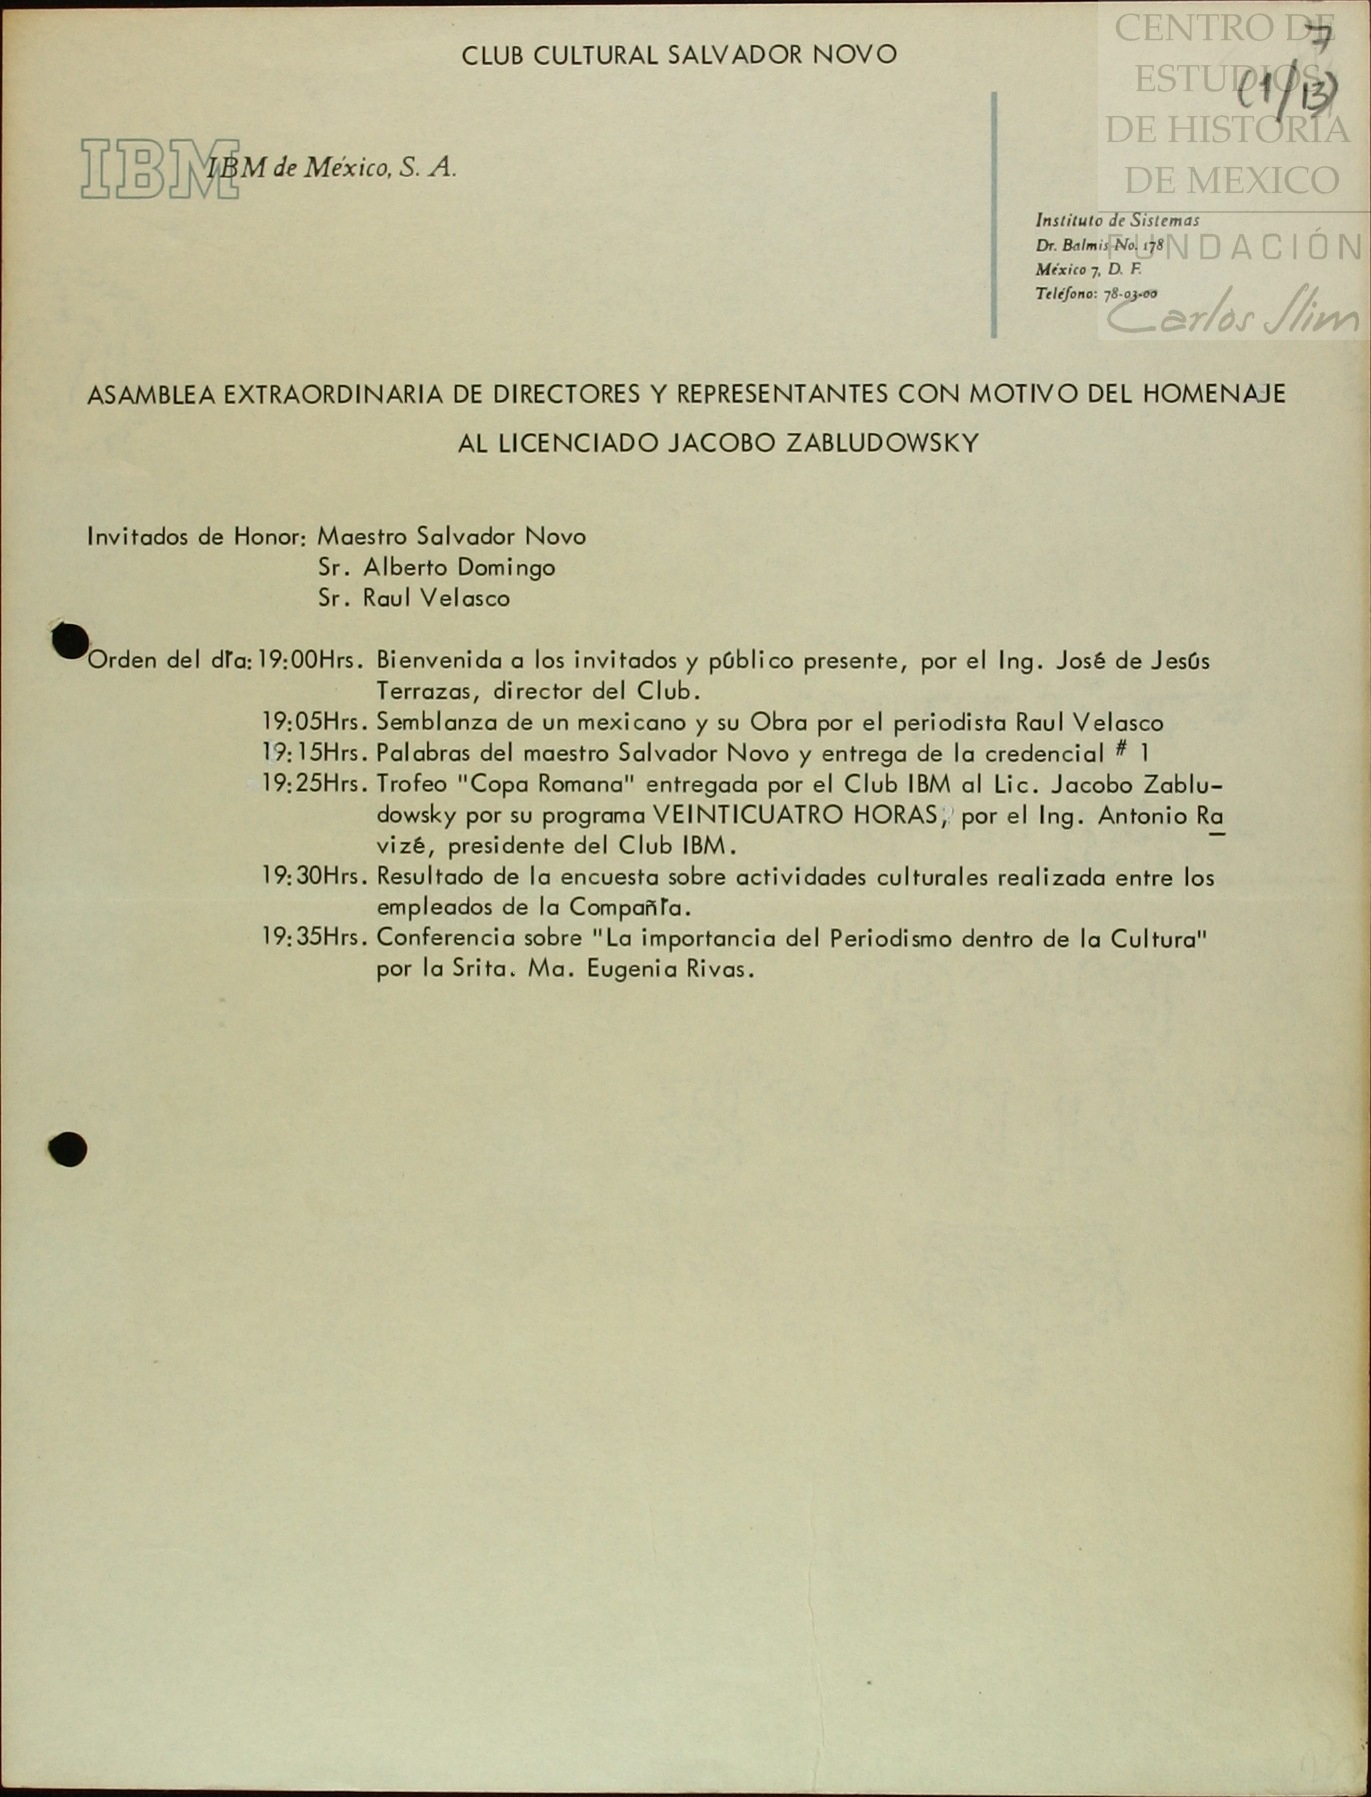 CENTRO DE
ESTUDIOS
DE HISTORIA
DE MEXICO
FUNDACIÓN
Carlos Slim
7
(1/13)
CLUB CULTURAL SALVADOR NOVO
IBM
IBM de México, S. A.
Instituto de Sistemas
Dr. Balmis No. 178
México 7, D. F.
Teléfono: 78-03-00
ASAMBLEA EXTRAORDINARIA DE DIRECTORES Y REPRESENTANTES CON MOTIVO DEL HOMENAJE
AL LICENCIADO JACOBO ZABLUDOWSKY
Invitados de Honor: Maestro Salvador Novo
Sr. Alberto Domingo
Sr. Raul Velasco
Orden del día: 19:00Hrs. Bienvenida a los invitados y público presente, por el Ing. José de Jesús
Terrazas, director del Club.
19:05Hrs. Semblanza de un mexicano y su Obra por el periodista Raul Velasco
19:15Hrs. Palabras del maestro Salvador Novo y entrega de la credencial # 1
19:25Hrs. Trofeo "Copa Romana" entregada por el Club IBM al Lic. Jacobo Zablu-
dowsky por su programa VEINTICUATRO HORAS, por el Ing. Antonio Ra
vizé, presidente del Club IBM.
19:30Hrs. Resultado de la encuesta sobre actividades culturales realizada entre los
empleados de la Compañía.
19:35Hrs. Conferencia sobre "La importancia del Periodismo dentro de la Cultura"
por la Srita. Ma. Eugenia Rivas.